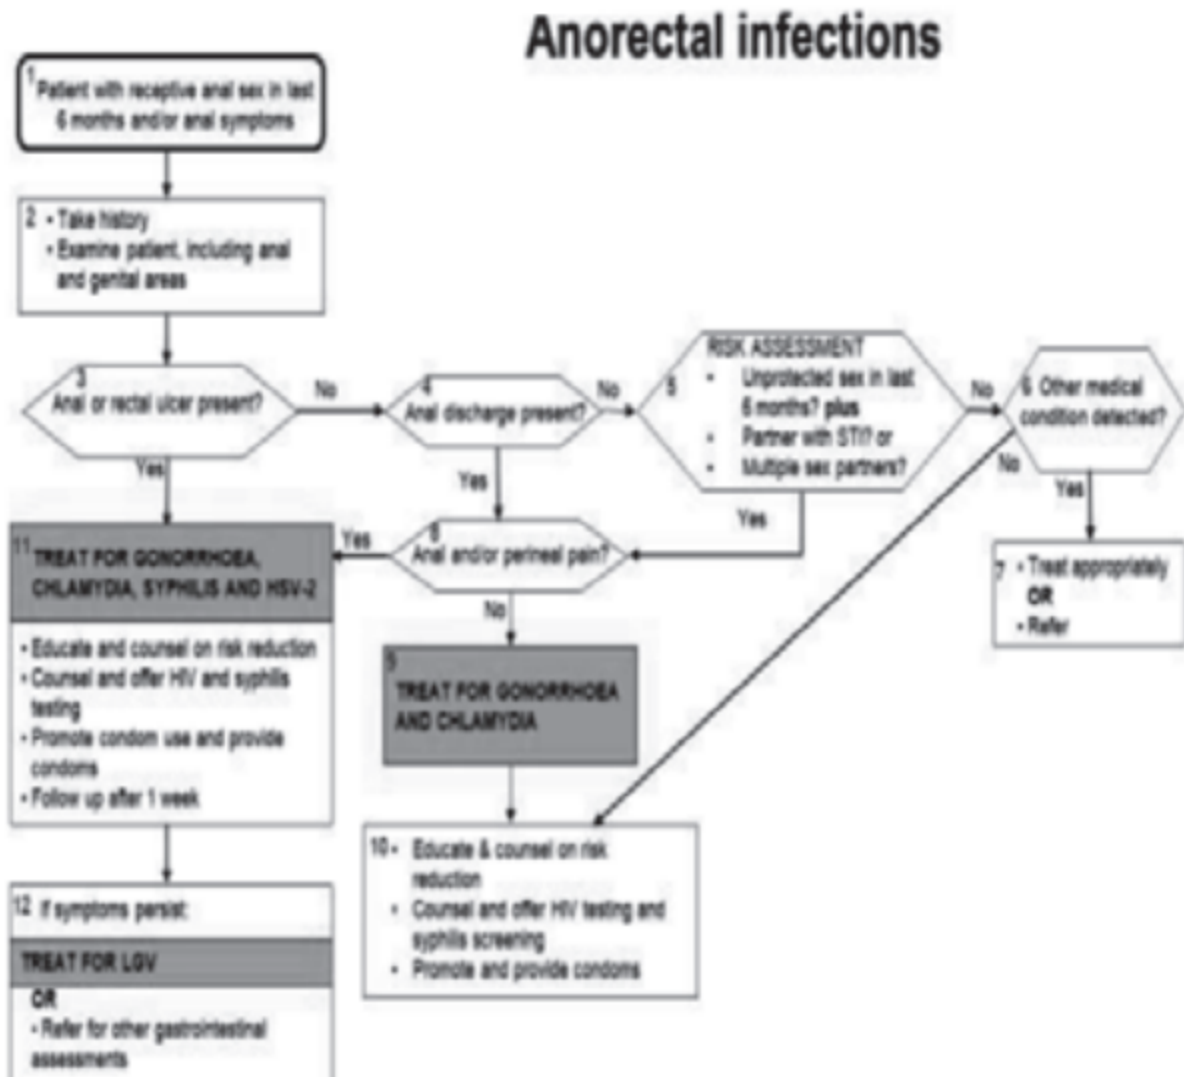 Anorectal infections
1 Patient with receptive anal sex in last
6 months and/or anal symptoms
2 • Take history
• Examine patient, including anal
and genital areas
3
Anal or rectal ulcer present?
No
Yes
4
Anal discharge present?
No
Yes
RISK ASSESSMENT
5 • Unprotected sex in last
6 months? plus
• Partner with STI? or
• Multiple sex partners?
No
Yes
6 Other medical
condition detected?
No
Yes
7 • Treat appropriately
OR
• Refer
8
Anal and/or perineal pain?
Yes
No
9
TREAT FOR GONORRHOEA
AND CHLAMYDIA
10 • Educate & counsel on risk
reduction
• Counsel and offer HIV testing and
syphilis screening
• Promote and provide condoms
11 TREAT FOR GONORRHOEA,
CHLAMYDIA, SYPHILIS AND HSV-2
• Educate and counsel on risk reduction
• Counsel and offer HIV and syphilis
testing
• Promote condom use and provide
condoms
• Follow up after 1 week
12 If symptoms persist:
TREAT FOR LGV
OR
• Refer for other gastrointestinal
assessments